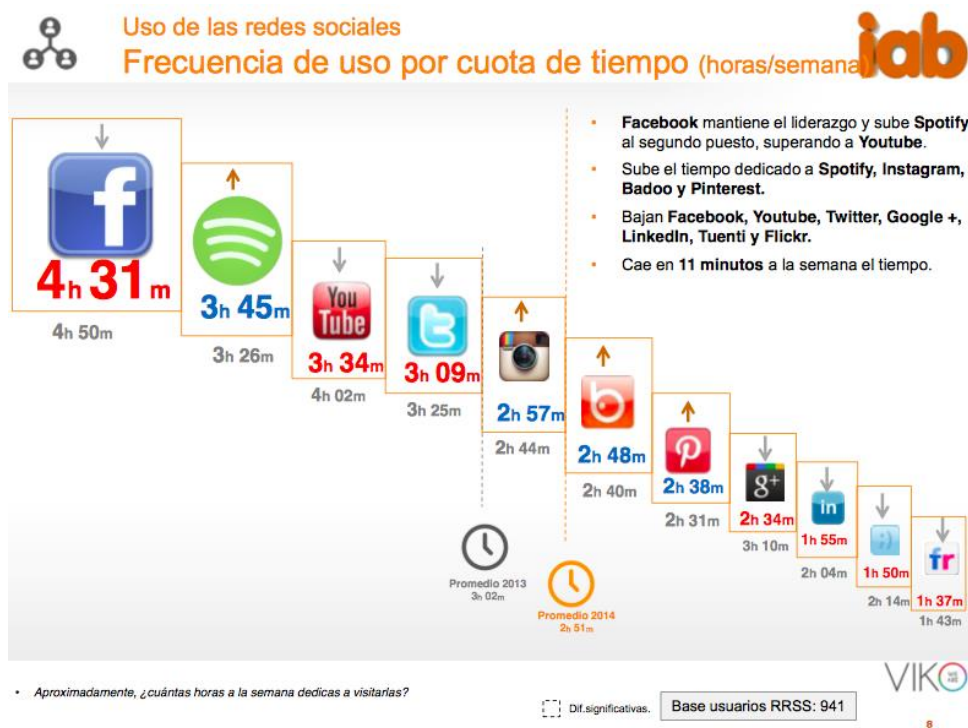 Uso de las redes sociales
Frecuencia de uso por cuota de tiempo (horas/semana)
iab
• Facebook mantiene el liderazgo y sube Spotify
al segundo puesto, superando a Youtube.
• Sube el tiempo dedicado a Spotify, Instagram,
Badoo y Pinterest.
• Bajan Facebook, Youtube, Twitter, Google +,
LinkedIn, Tuenti y Flickr.
• Cae en 11 minutos a la semana el tiempo.
f
4h 31m
4h 50m
3h 45m
3h 26m
You
Tube
3h 34m
4h 02m
t
3h 09m
3h 25m
2h 57m
2h 44m
b
2h 48m
2h 40m
p
2h 38m
2h 31m
g+
2h 34m
3h 10m
in
1h 55m
2h 04m
;)
1h 50m
2h 14m
fr
1h 37m
1h 43m
Promedio 2013
3h 02m
Promedio 2014
2h 51m
• Aproximadamente, ¿cuántas horas a la semana dedicas a visitarlas?
Dif.significativas.
Base usuarios RRSS: 941
VIKO
WE
ARE
8